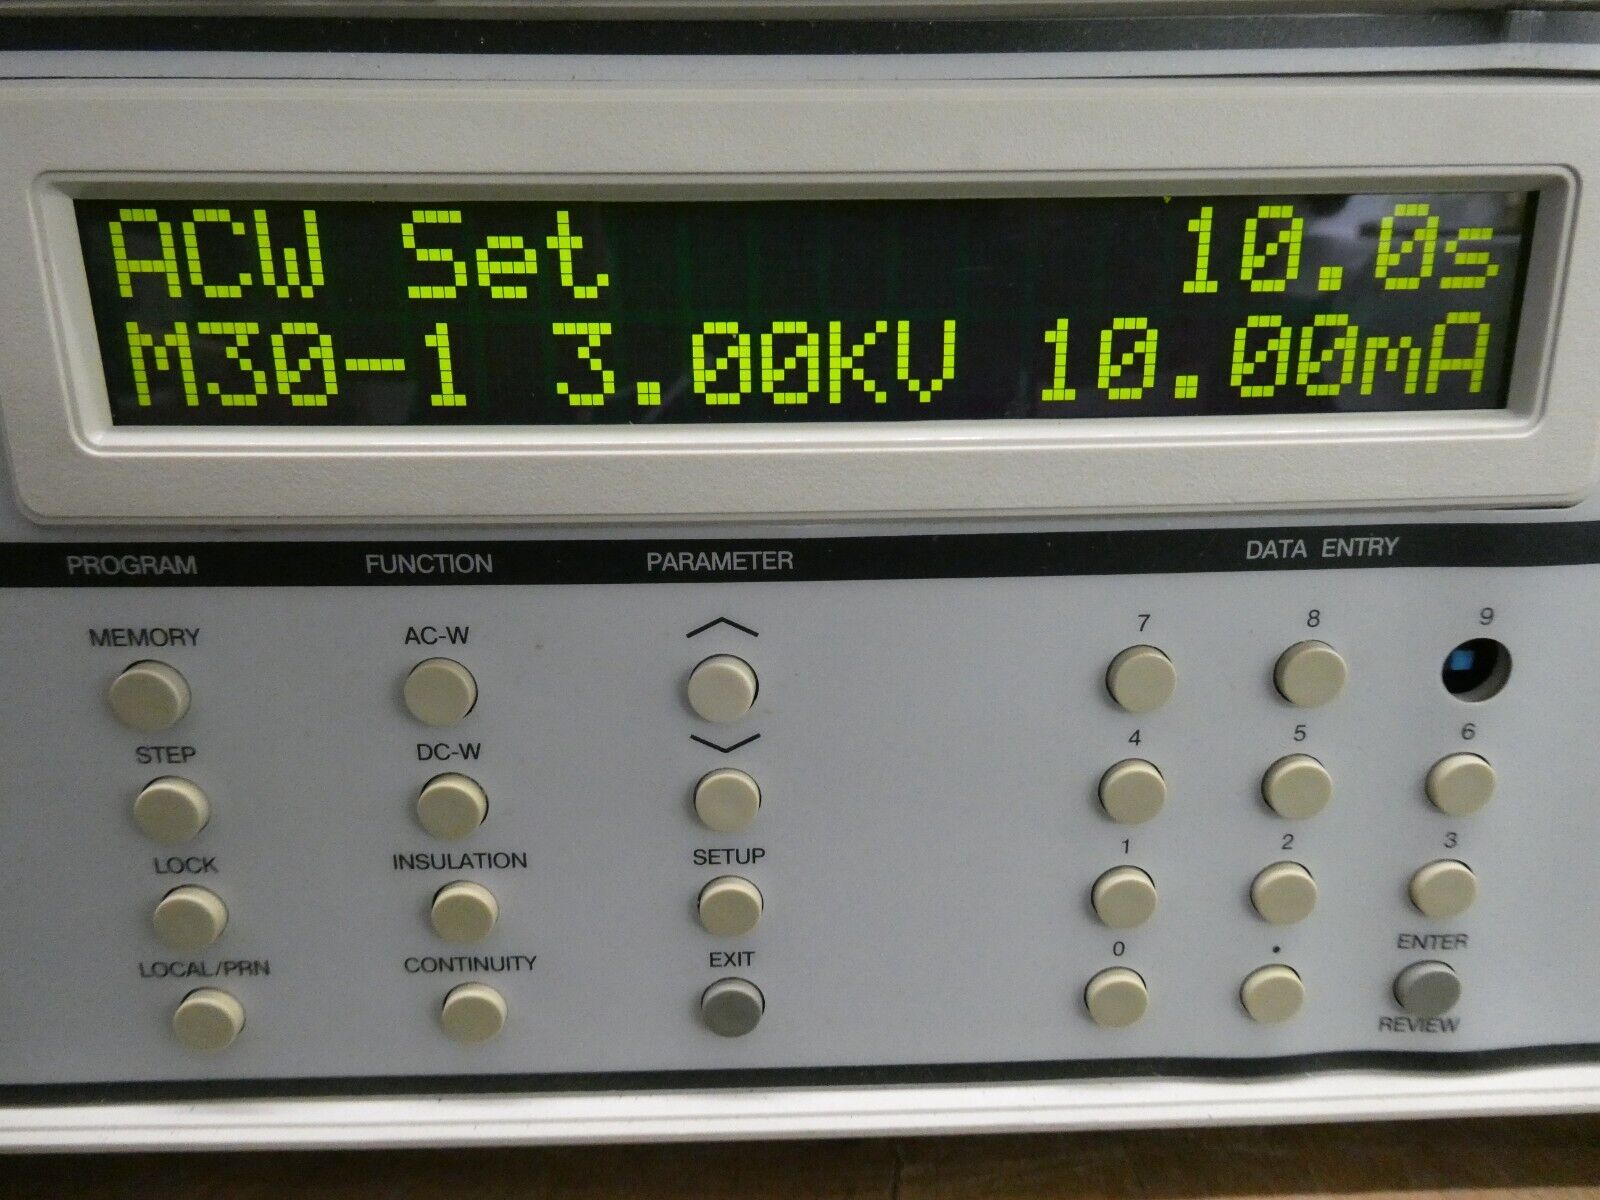 ACW Set 10.0s
M30-1 3.00KV 10.00mA
PROGRAM FUNCTION PARAMETER DATA ENTRY
MEMORY AC-W 7 8 9
STEP DC-W 4 5 6
LOCK INSULATION SETUP 1 2 3
LOCAL/PRN CONTINUITY EXIT 0 . ENTER
REVIEW